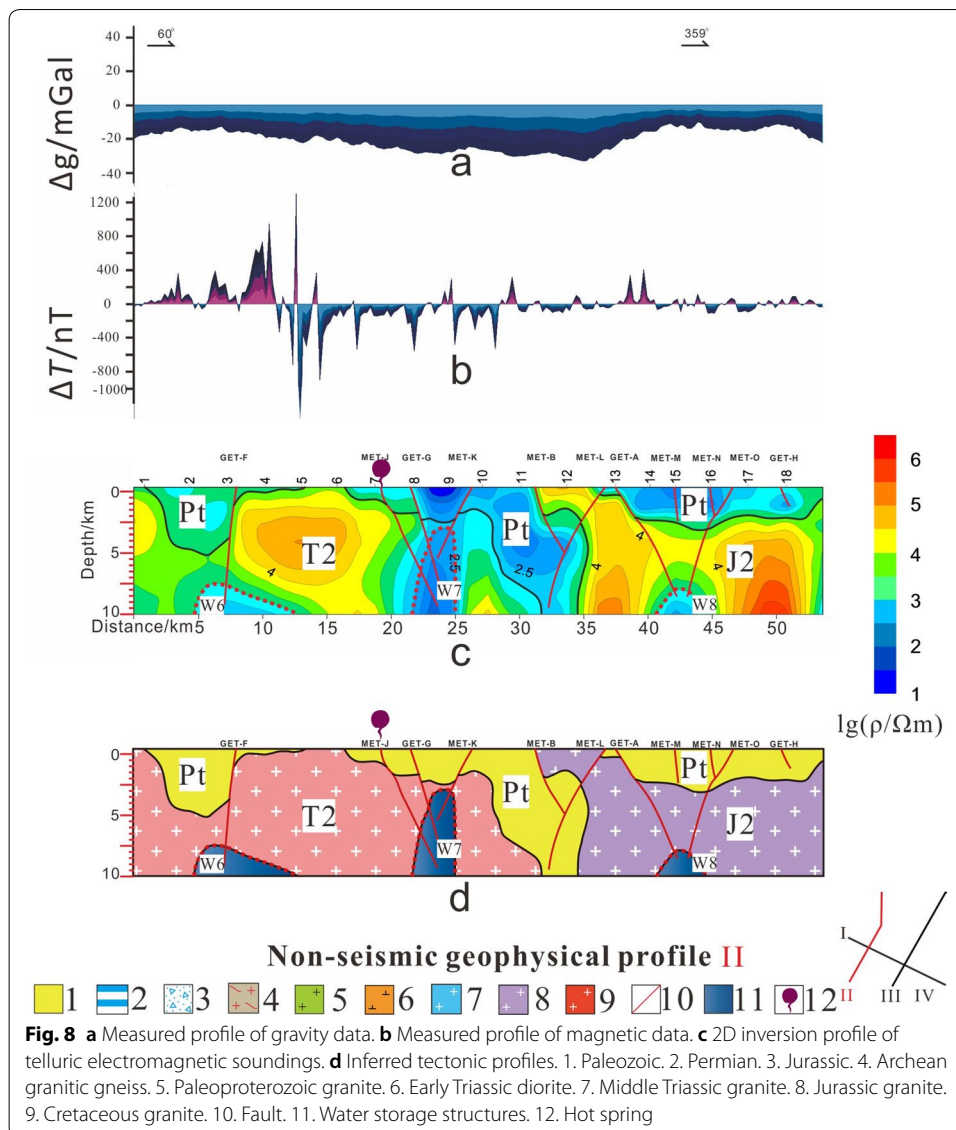 60° 359°
Δg/mGal
40
20
0
-20
-40
a
ΔT/nT
1200
800
400
0
-400
-800
-1000
b
GET-F MET-J GET-G MET-K MET-B MET-L GET-A MET-M MET-N MET-O GET-H
1 2 3 4 5 6 7 8 9 10 11 12 13 14 15 16 17 18
Depth/km
0
5
10
Pt T2 Pt Pt J2
4 2.5 2.5 4 4 4
W6 W7 W8
Distance/km 5 10 15 20 25 30 35 40 45 50
c
6
5
4
3
2
1
lg(ρ/Ωm)
GET-F MET-J GET-G MET-K MET-B MET-L GET-A MET-M MET-N MET-O GET-H
0
5
10
Pt T2 Pt Pt J2
W6 W7 W8
d
I
II III IV
Non-seismic geophysical profile II
1 2 3 4 5 6 7 8 9 10 11 12
Fig. 8 a Measured profile of gravity data. b Measured profile of magnetic data. c 2D inversion profile of
telluric electromagnetic soundings. d Inferred tectonic profiles. 1. Paleozoic. 2. Permian. 3. Jurassic. 4. Archean
granitic gneiss. 5. Paleoproterozoic granite. 6. Early Triassic diorite. 7. Middle Triassic granite. 8. Jurassic granite.
9. Cretaceous granite. 10. Fault. 11. Water storage structures. 12. Hot spring